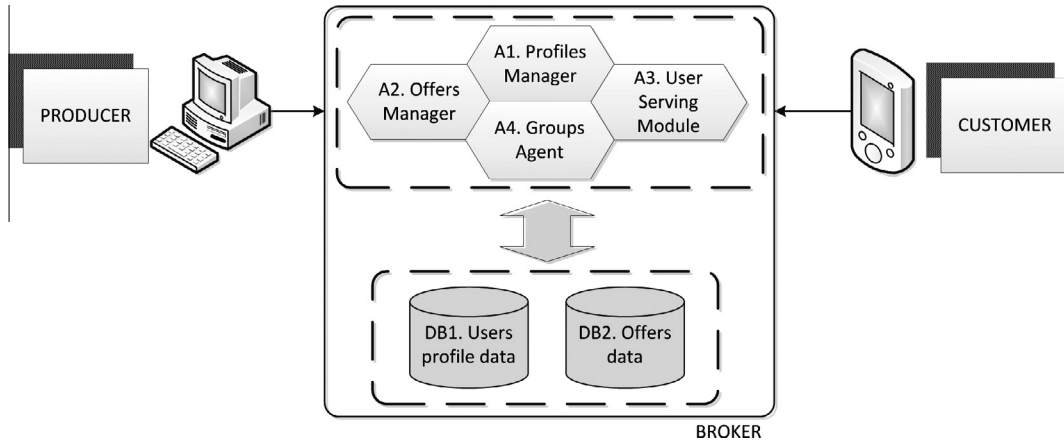 PRODUCER
A1. Profiles
Manager
A2. Offers
Manager
A3. User
Serving
Module
A4. Groups
Agent
CUSTOMER
DB1. Users
profile data
DB2. Offers
data
BROKER